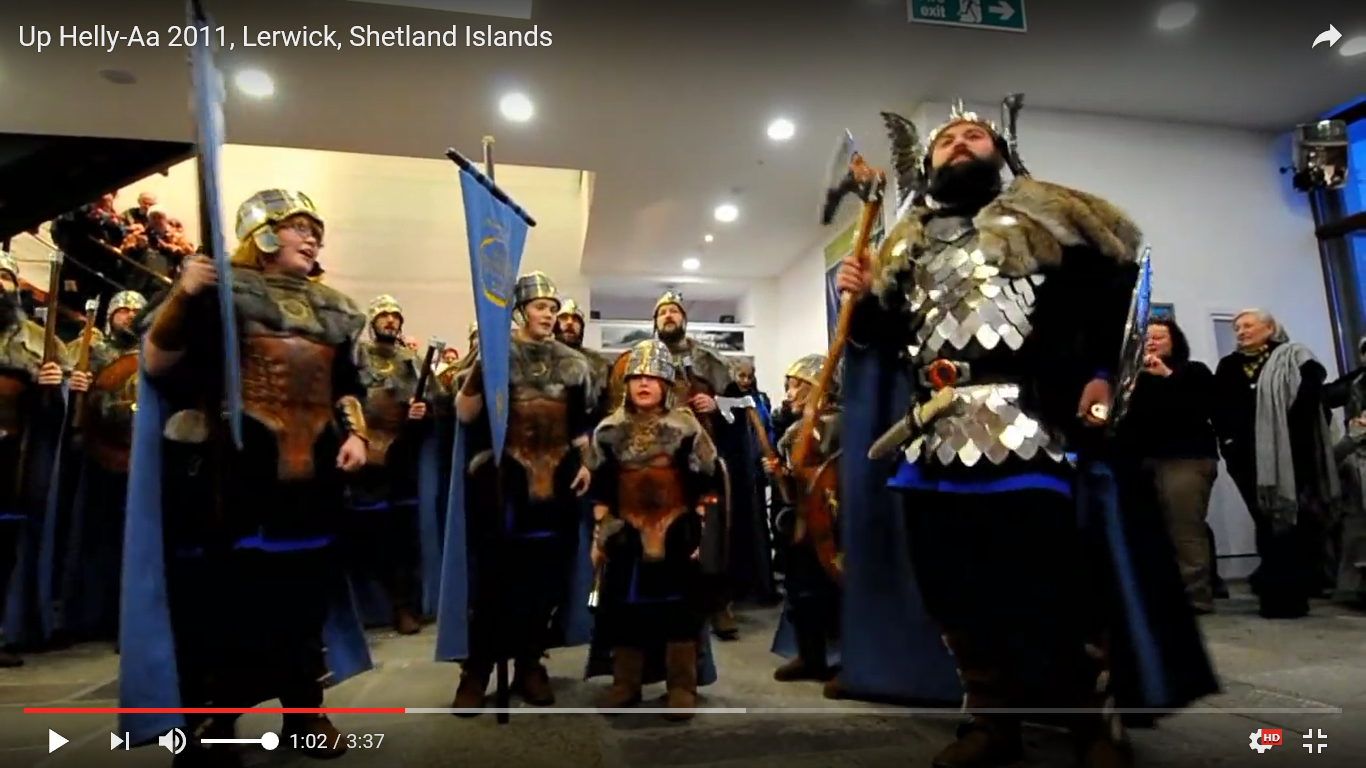 Up Helly-Aa 2011, Lerwick, Shetland Islands
exit
1:02 / 3:37
HD